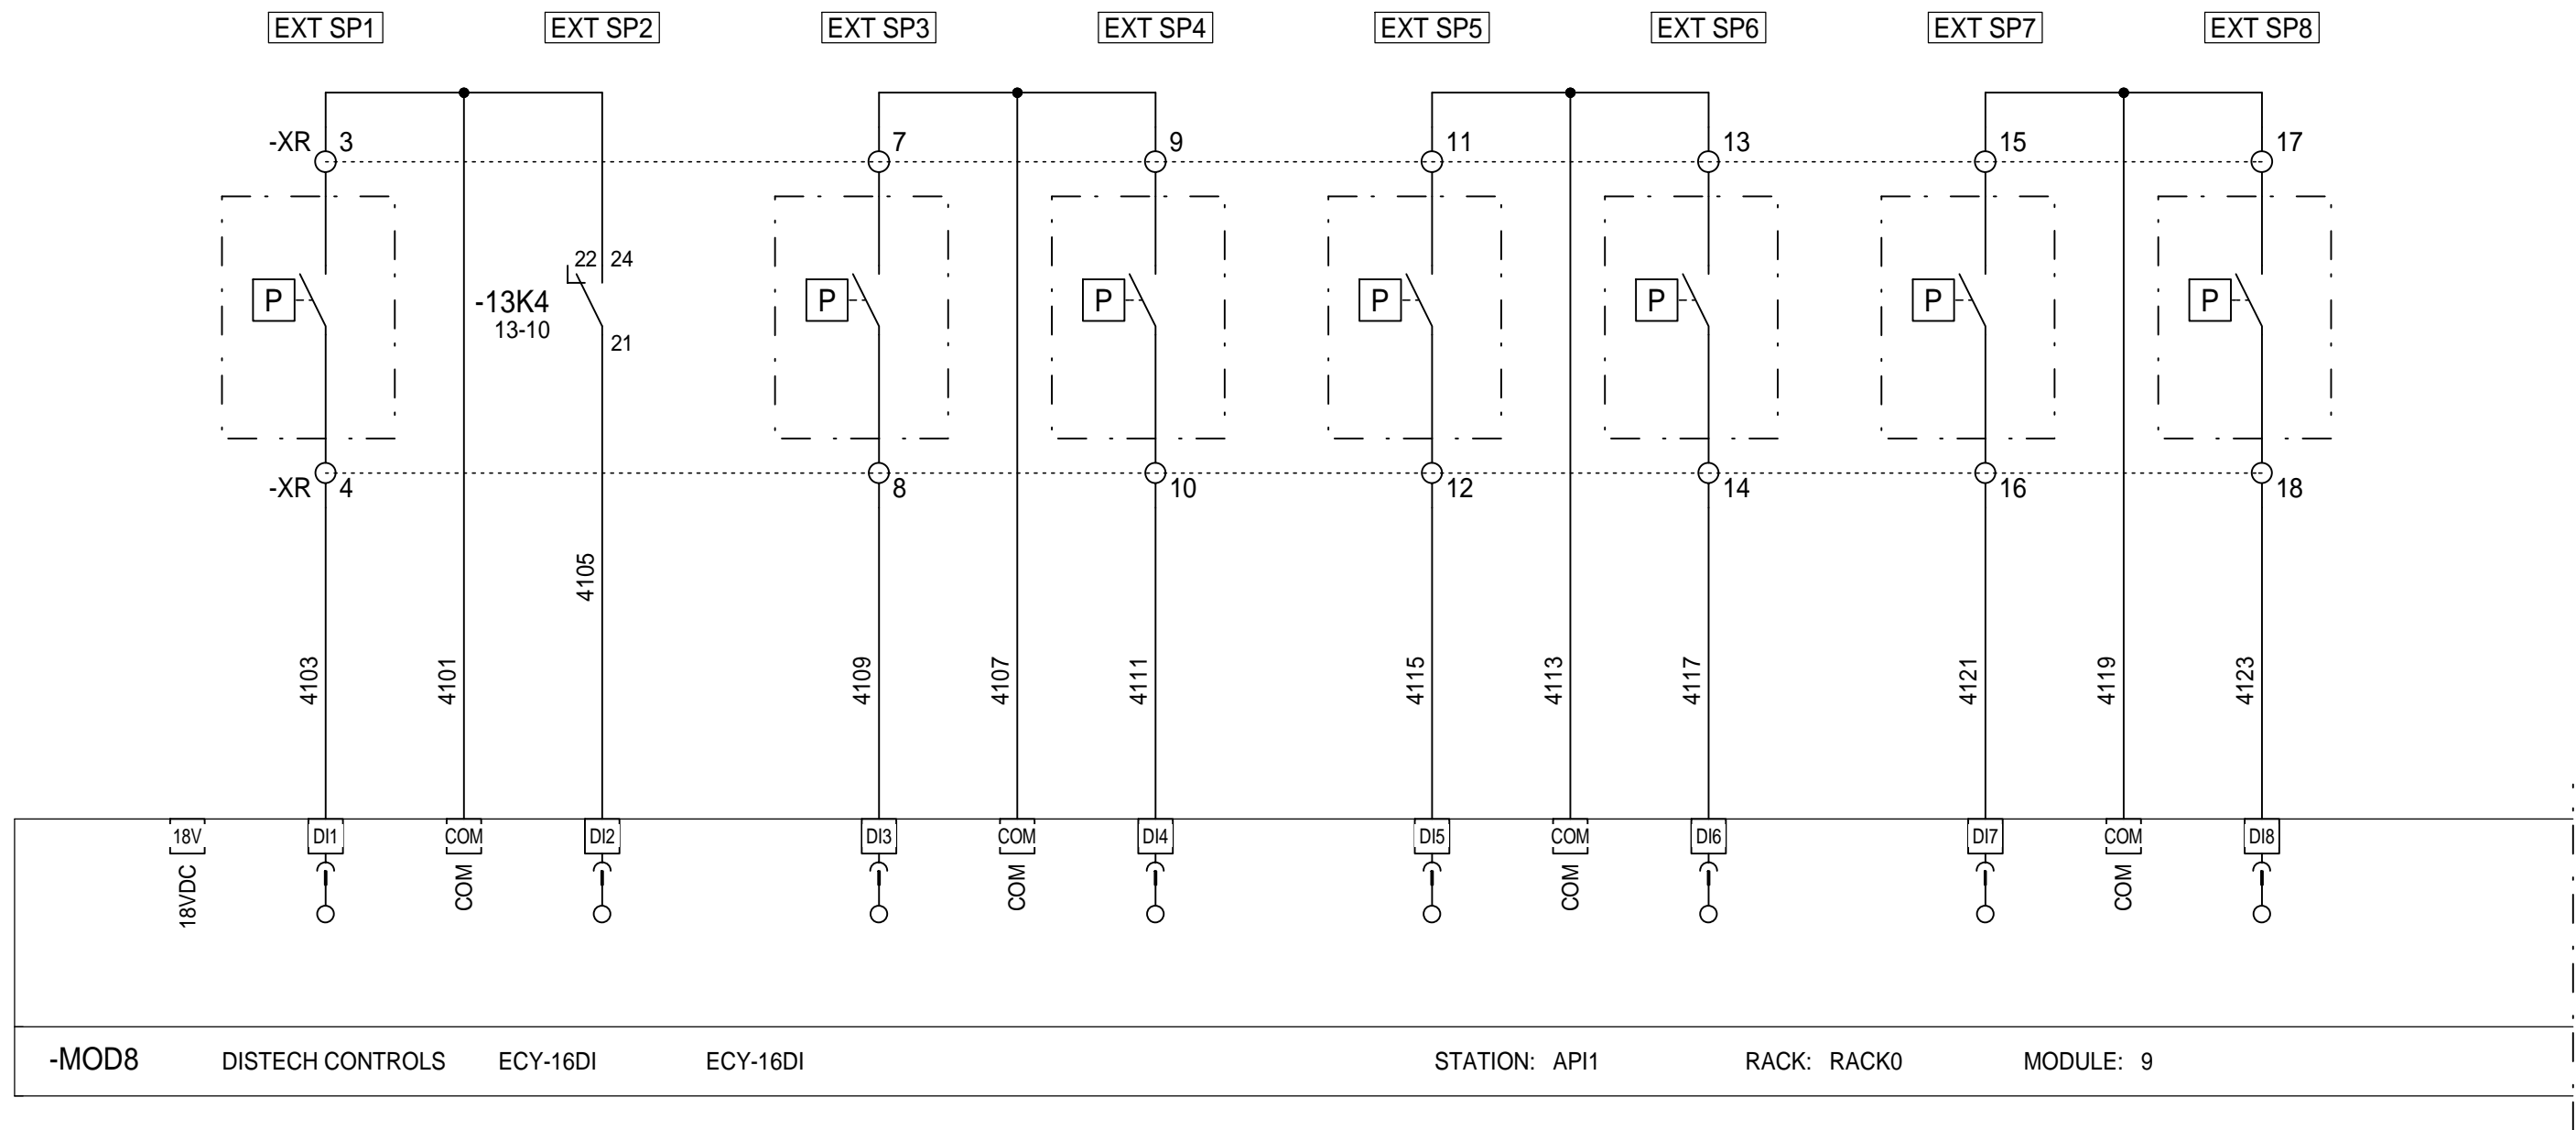 EXT SP1 EXT SP2 EXT SP3 EXT SP4 EXT SP5 EXT SP6 EXT SP7 EXT SP8
-XR 3 7 9 11 13 15 17
22 24
P -13K4 P P P P P P
13-10
21
-XR 4 8 10 12 14 16 18
4105
4103 4101 4109 4107 4111 4115 4113 4117 4121 4119 4123
18V DI1 COM DI2 DI3 COM DI4 DI5 COM DI6 DI7 COM DI8
18VDC COM COM COM COM
-MOD8 DISTECH CONTROLS ECY-16DI ECY-16DI STATION: API1 RACK: RACK0 MODULE: 9